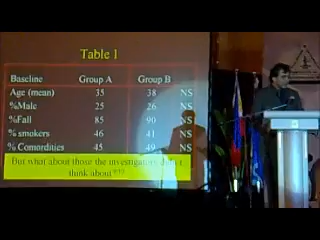 Table 1
Baseline Group A Group B
Age (mean) 35 38 NS
%Male 25 26 NS
%Fall 85 90 NS
% smokers 46 41 NS
% Comordities 45 49 NS
But what about those the investigators didn't
think about???